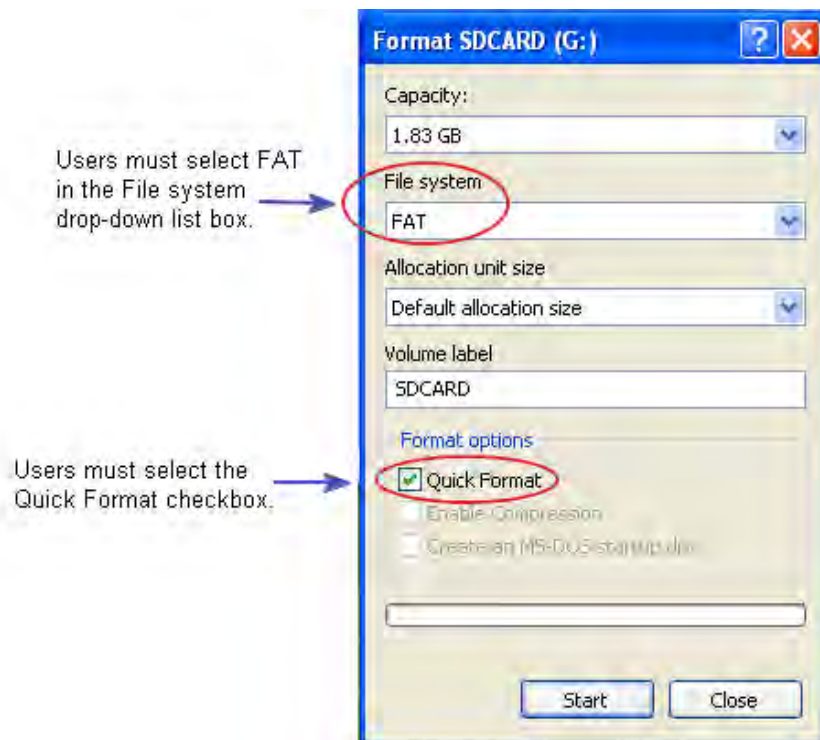 Format SDCARD (G:)
Capacity:
1.83 GB
Users must select FAT
in the File system
drop-down list box.
File system
FAT
Allocation unit size
Default allocation size
Volume label
SDCARD
Format options
Users must select the
Quick Format checkbox.
Quick Format
Enable Compression
Create an MS-DOS startup disk
Start
Close